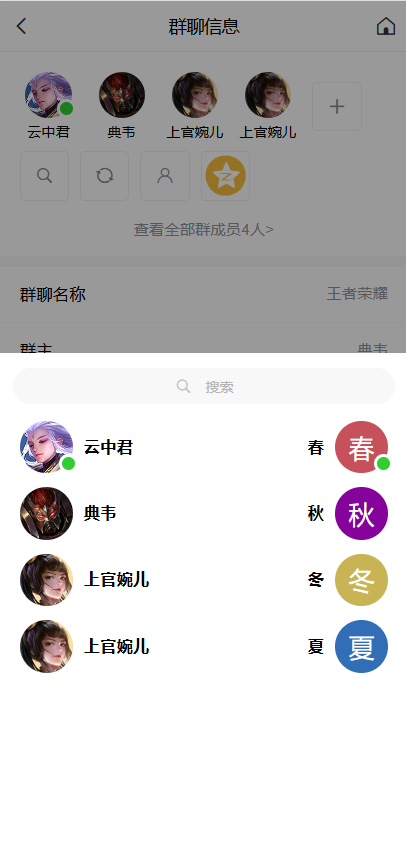 群聊信息
云中君 典韦 上官婉儿 上官婉儿
查看全部群成员4人>
群聊名称 王者荣耀
群主 典韦
搜索
云中君 春 春
典韦 秋 秋
上官婉儿 冬 冬
上官婉儿 夏 夏